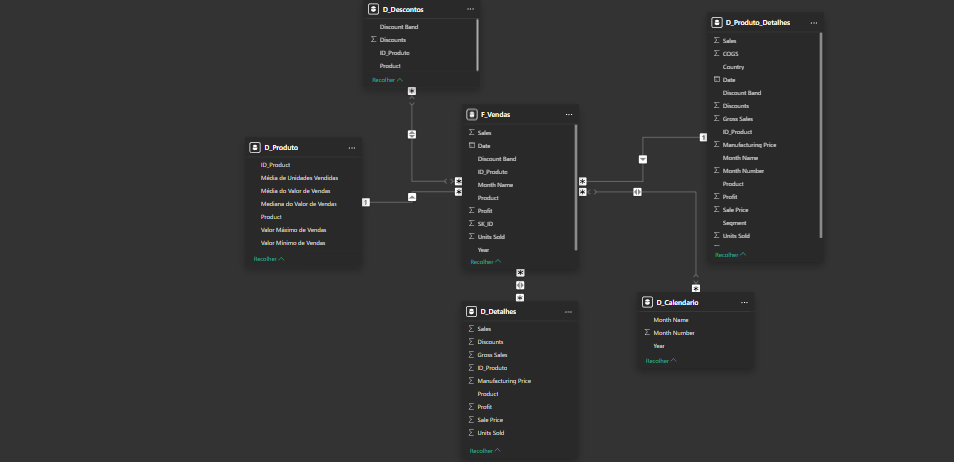 D_Descontos
Discount Band
Discounts
ID_Produto
Product
Recolher
D_Produto
ID_Product
Média de Unidades Vendidas
Média do Valor de Vendas
Mediana do Valor de Vendas
Product
Valor Máximo de Vendas
Valor Mínimo de Vendas
Recolher
F_Vendas
Sales
Date
Discount Band
ID_Produto
Month Name
Product
Profit
SK_ID
Units Sold
Year
Recolher
D_Produto_Detalhes
Sales
COGS
Country
Date
Discount Band
Discounts
Gross Sales
ID_Product
Manufacturing Price
Month Name
Month Number
Product
Profit
Sale Price
Segment
Units Sold
Recolher
D_Detalhes
Sales
Discounts
Gross Sales
ID_Produto
Manufacturing Price
Product
Profit
Sale Price
Units Sold
Recolher
D_Calendario
Month Name
Month Number
Year
Recolher
1
1